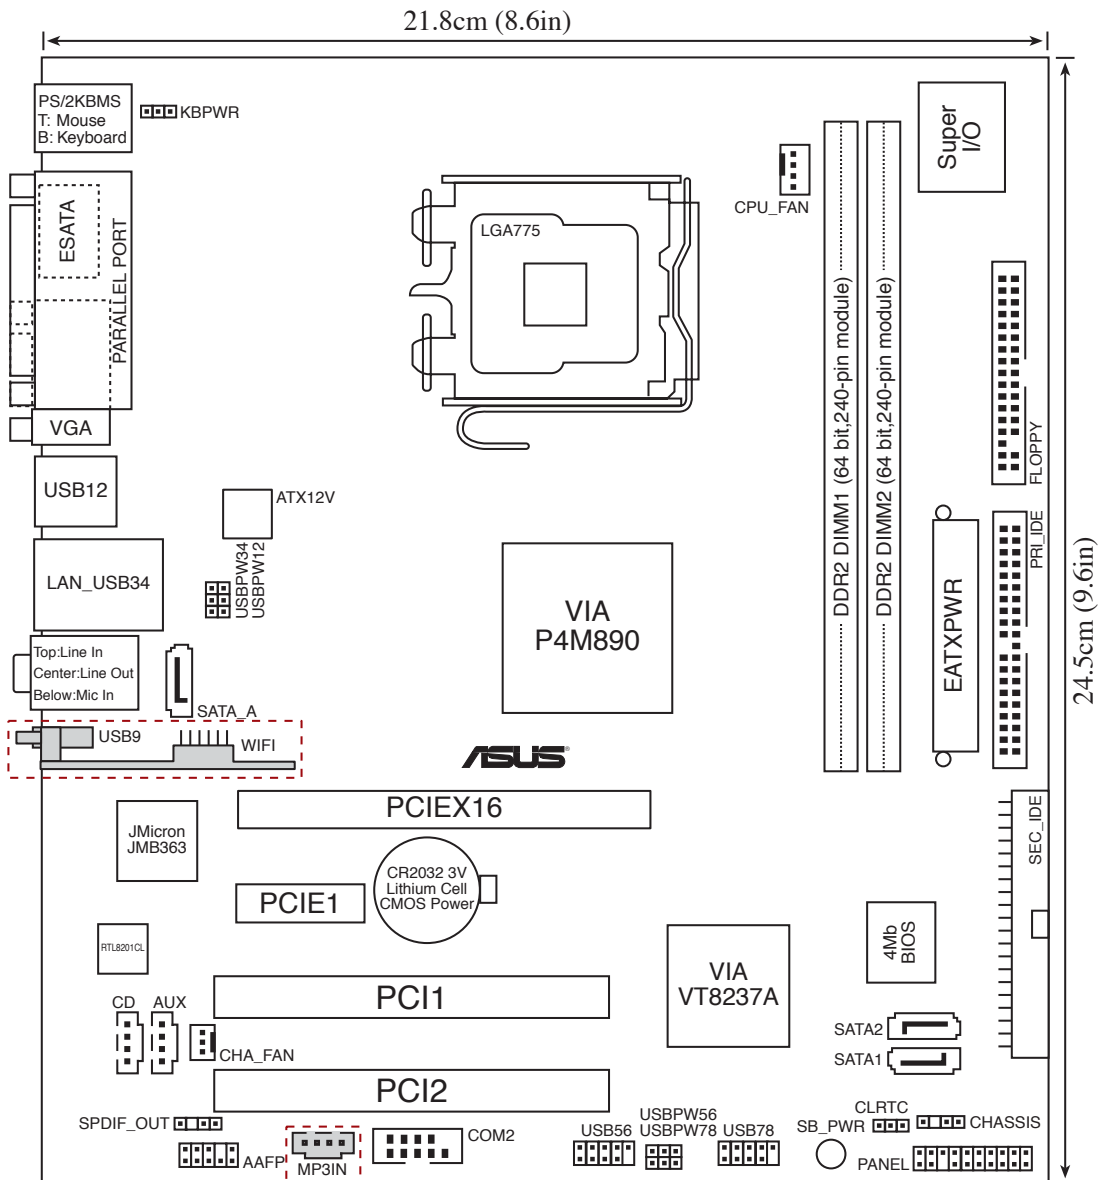 21.8cm (8.6in)
PS/2KBMS
T: Mouse
B: Keyboard
KBPWR
Super
I/O
CPU_FAN
ESATA
PARALLEL PORT
LGA775
DDR2 DIMM1 (64 bit,240-pin module)
DDR2 DIMM2 (64 bit,240-pin module)
FLOPPY
VGA
USB12
ATX12V
USBPW34
USBPW12
LAN_USB34
VIA
P4M890
EATXPWR
PRI_IDE
24.5cm (9.6in)
Top:Line In
Center:Line Out
Below:Mic In
SATA_A
USB9
WIFI
ASUS
PCIEX16
JMicron
JMB363
CR2032 3V
Lithium Cell
CMOS Power
PCIE1
SEC_IDE
RTL8201CL
4Mb
BIOS
VIA
VT8237A
PCI1
CD
AUX
CHA_FAN
SATA2
SATA1
PCI2
SPDIF_OUT
AAFP
MP3IN
COM2
USB56
USBPW56
USBPW78
USB78
SB_PWR
CLRTC
CHASSIS
PANEL